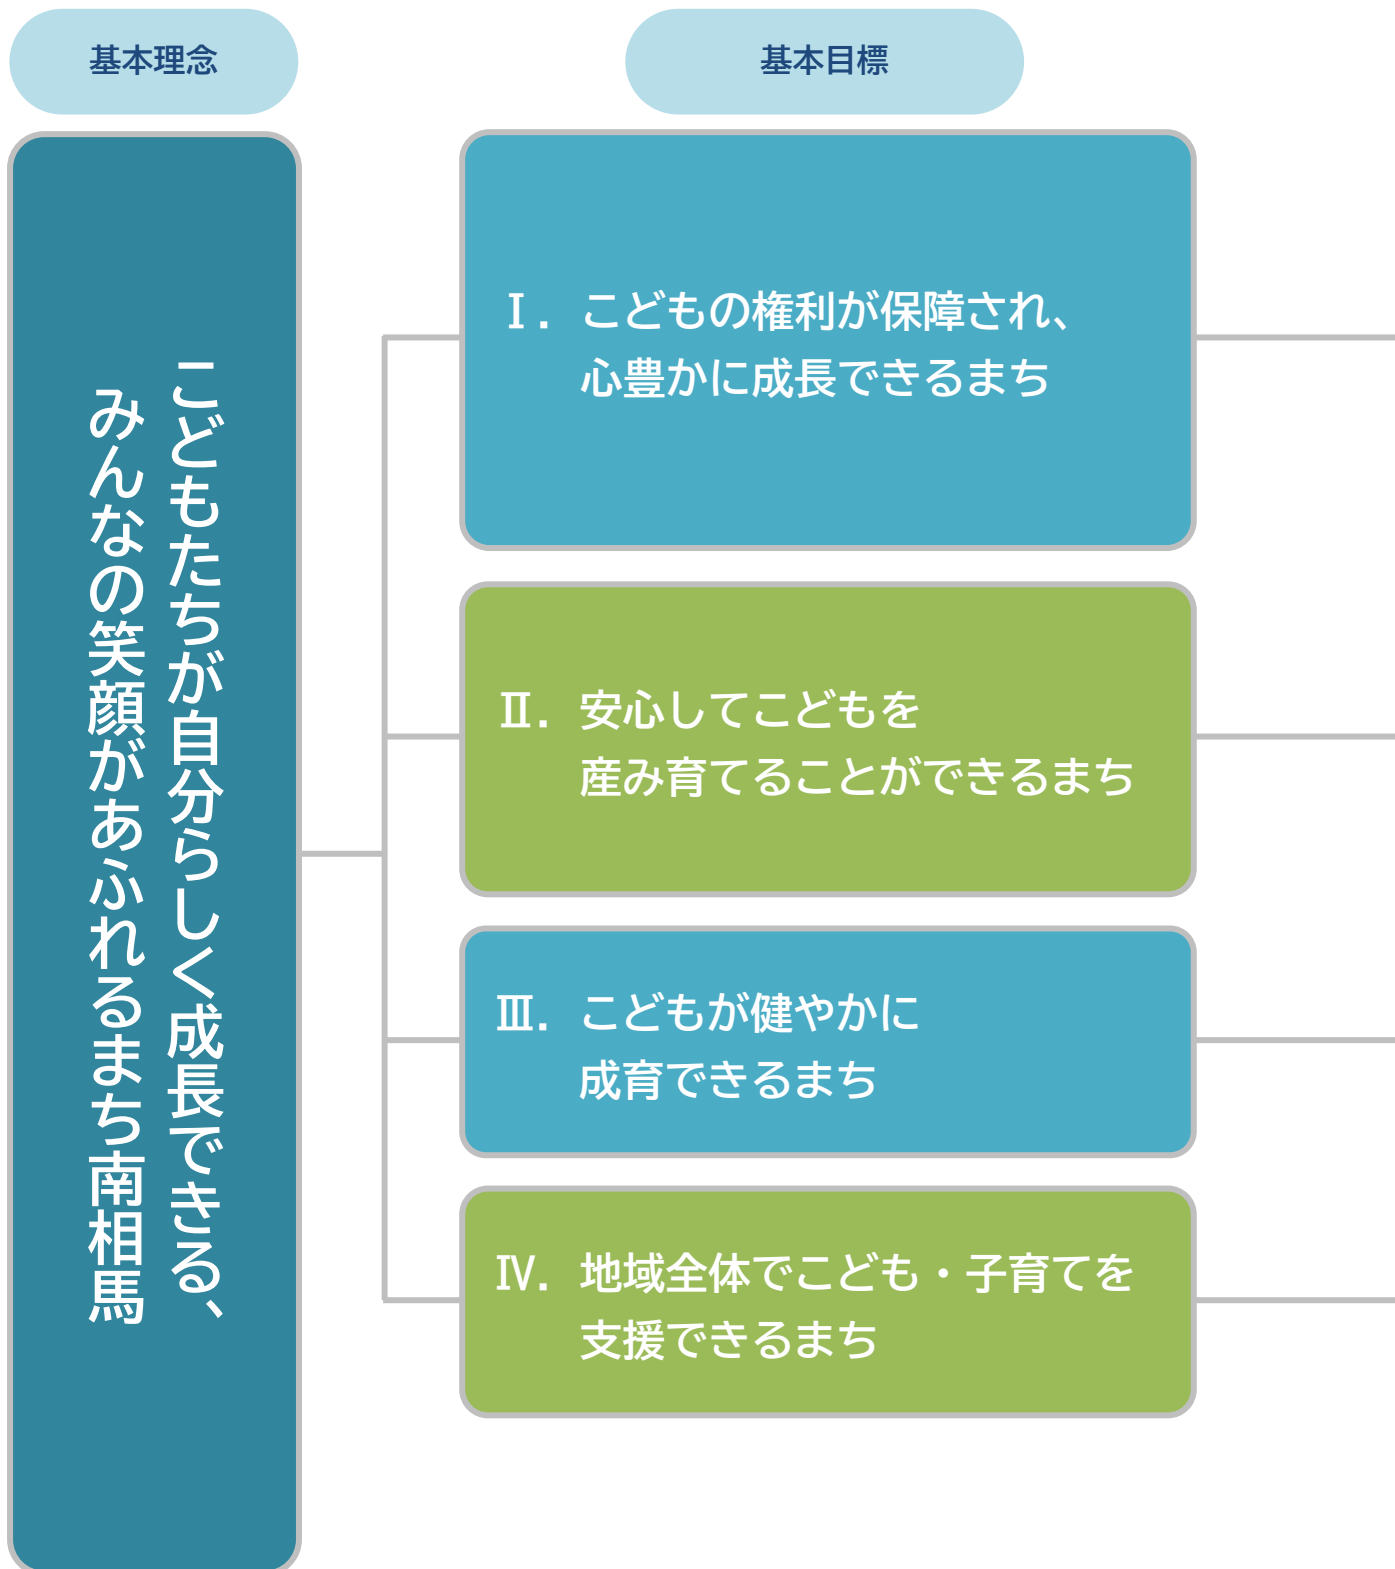 基本理念
基本目標
こどもたちが自分らしく成長できる、
みんなの笑顔があふれるまち南相馬
Ⅰ．こどもの権利が保障され、
心豊かに成長できるまち
Ⅱ．安心してこどもを
産み育てることができるまち
Ⅲ．こどもが健やかに
成育できるまち
Ⅳ．地域全体でこども・子育てを
支援できるまち